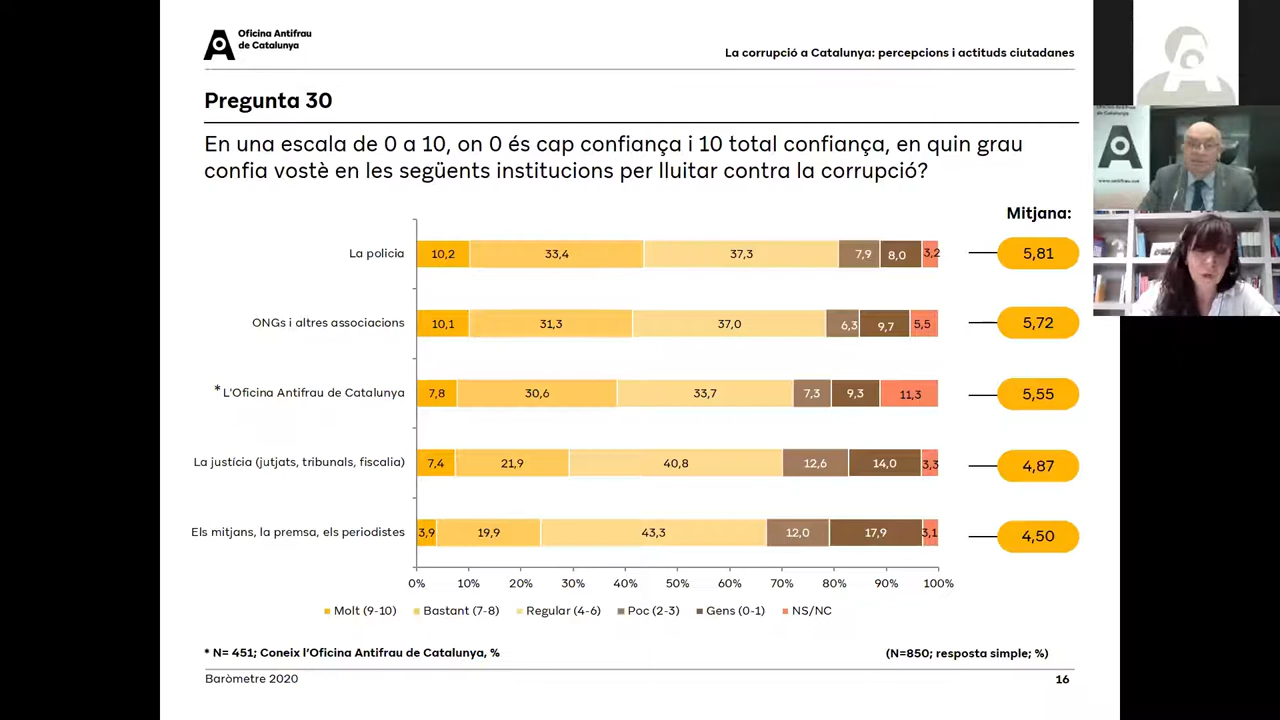 Oficina Antifrau
de Catalunya
La corrupció a Catalunya: percepcions i actituds ciutadanes
Pregunta 30
En una escala de 0 a 10, on 0 és cap confiança i 10 total confiança, en quin grau
confia vostè en les següents institucions per lluitar contra la corrupció?
Mitjana:
La policia 10,2 33,4 37,3 7,9 8,0 3,2 5,81
ONGs i altres associacions 10,1 31,3 37,0 6,3 9,7 5,5 5,72
* L'Oficina Antifrau de Catalunya 7,8 30,6 33,7 7,3 9,3 11,3 5,55
La justícia (jutjats, tribunals, fiscalia) 7,4 21,9 40,8 12,6 14,0 3,3 4,87
Els mitjans, la premsa, els periodistes 3,9 19,9 43,3 12,0 17,9 3,1 4,50
0% 10% 20% 30% 40% 50% 60% 70% 80% 90% 100%
Molt (9-10) Bastant (7-8) Regular (4-6) Poc (2-3) Gens (0-1) NS/NC
* N= 451; Coneix l'Oficina Antifrau de Catalunya, %
(N=850; resposta simple; %)
Baròmetre 2020
16
de Catalunya
www.antifrau.cat